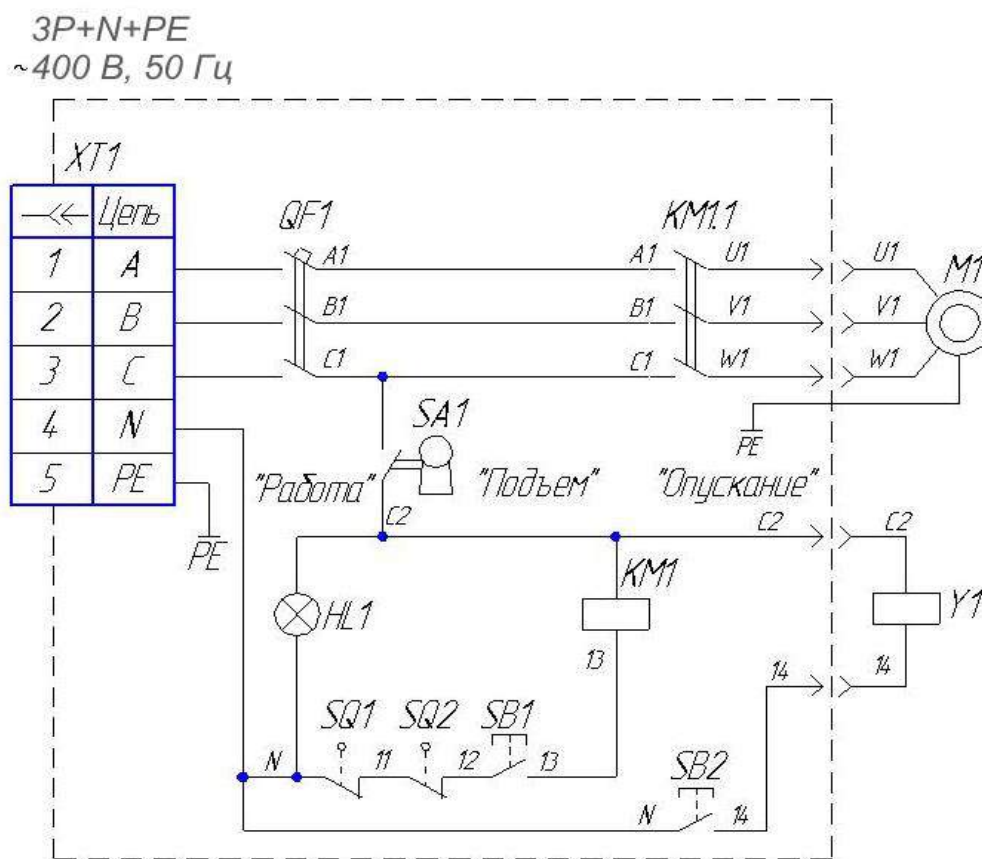 3P+N+PE
~400 В, 50 Гц
XT1
Цепь
QF1
KM1.1
1 A
A1
A1
U1
U1
M1
2 B
B1
B1
V1
V1
3 C
C1
C1
W1
W1
4 N
SA1
PE
5 PE
"Работа"
"Подъем"
"Опускание"
C2
C2
C2
PE
KM1
HL1
Y1
13
14
14
SQ1
SQ2
SB1
N
11
12
13
SB2
N
14